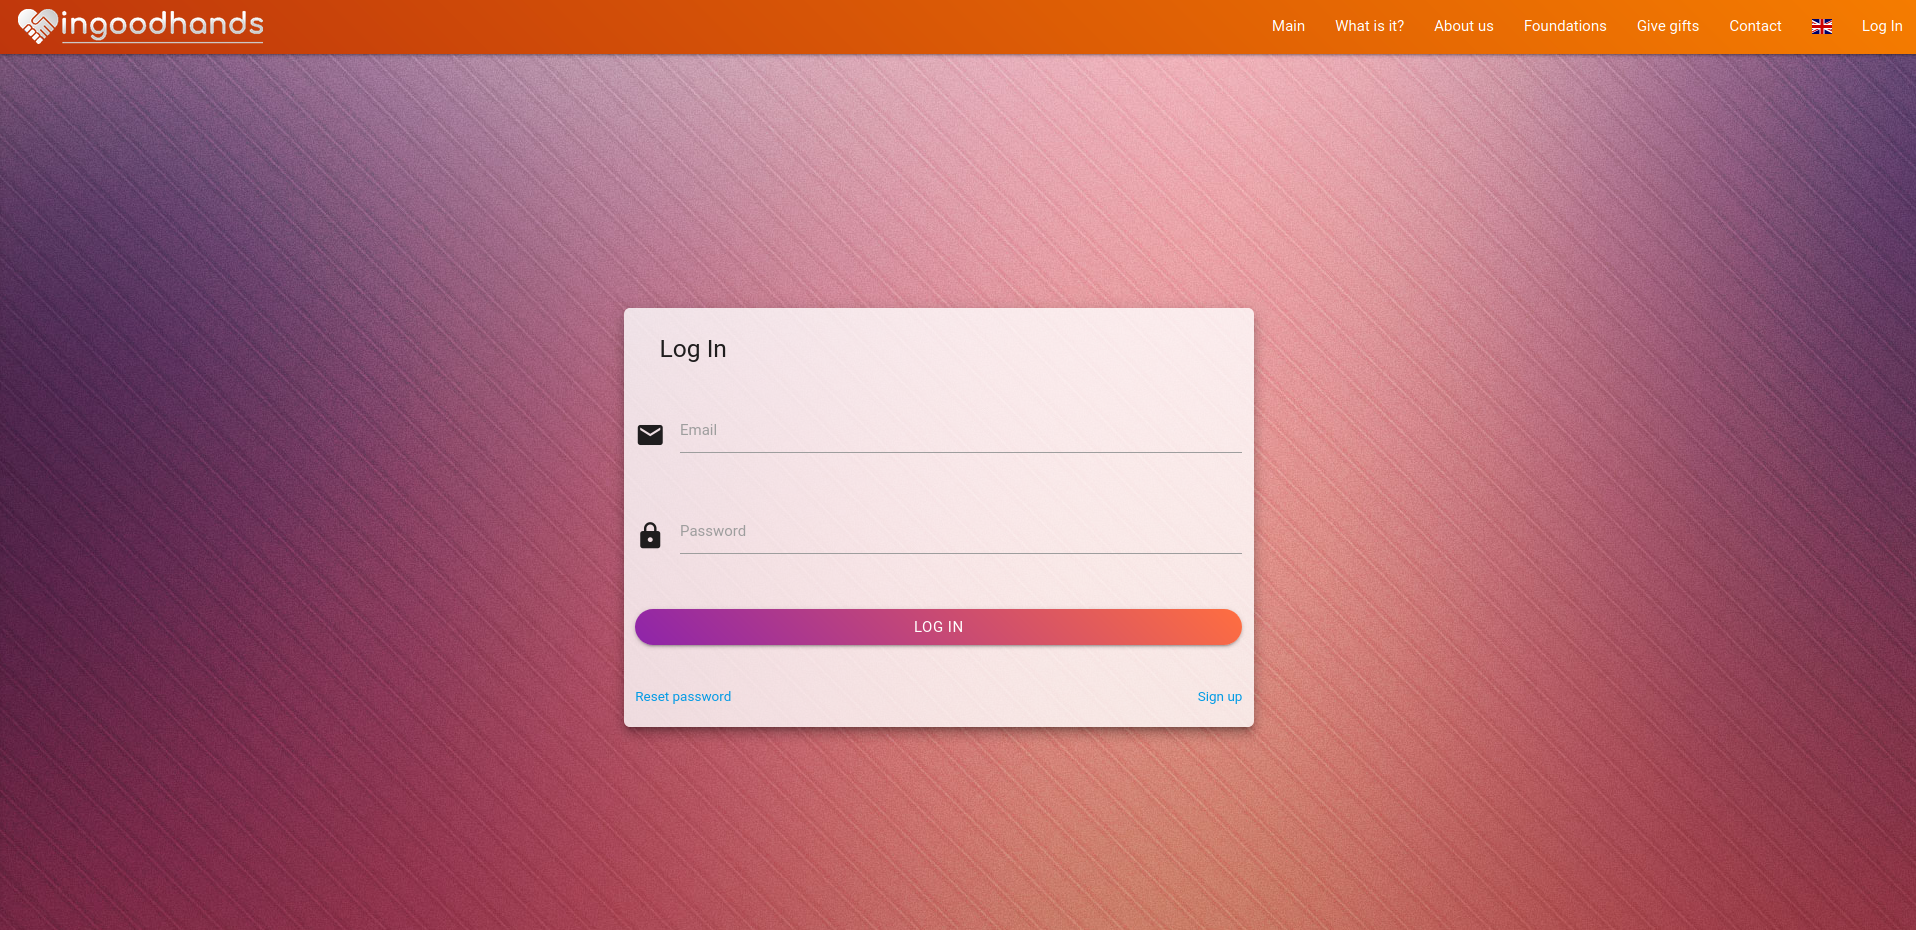 ingoodhands
Main What is it? About us Foundations Give gifts Contact Log In
Log In
Email
Password
LOG IN
Reset password Sign up